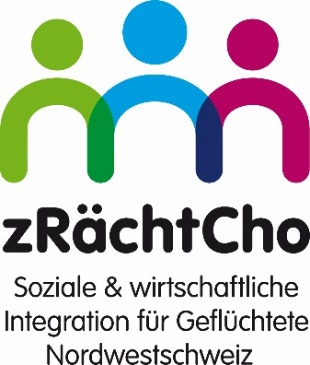 zRächtCho
Soziale & wirtschaftliche
Integration für Geflüchtete
Nordwestschweiz